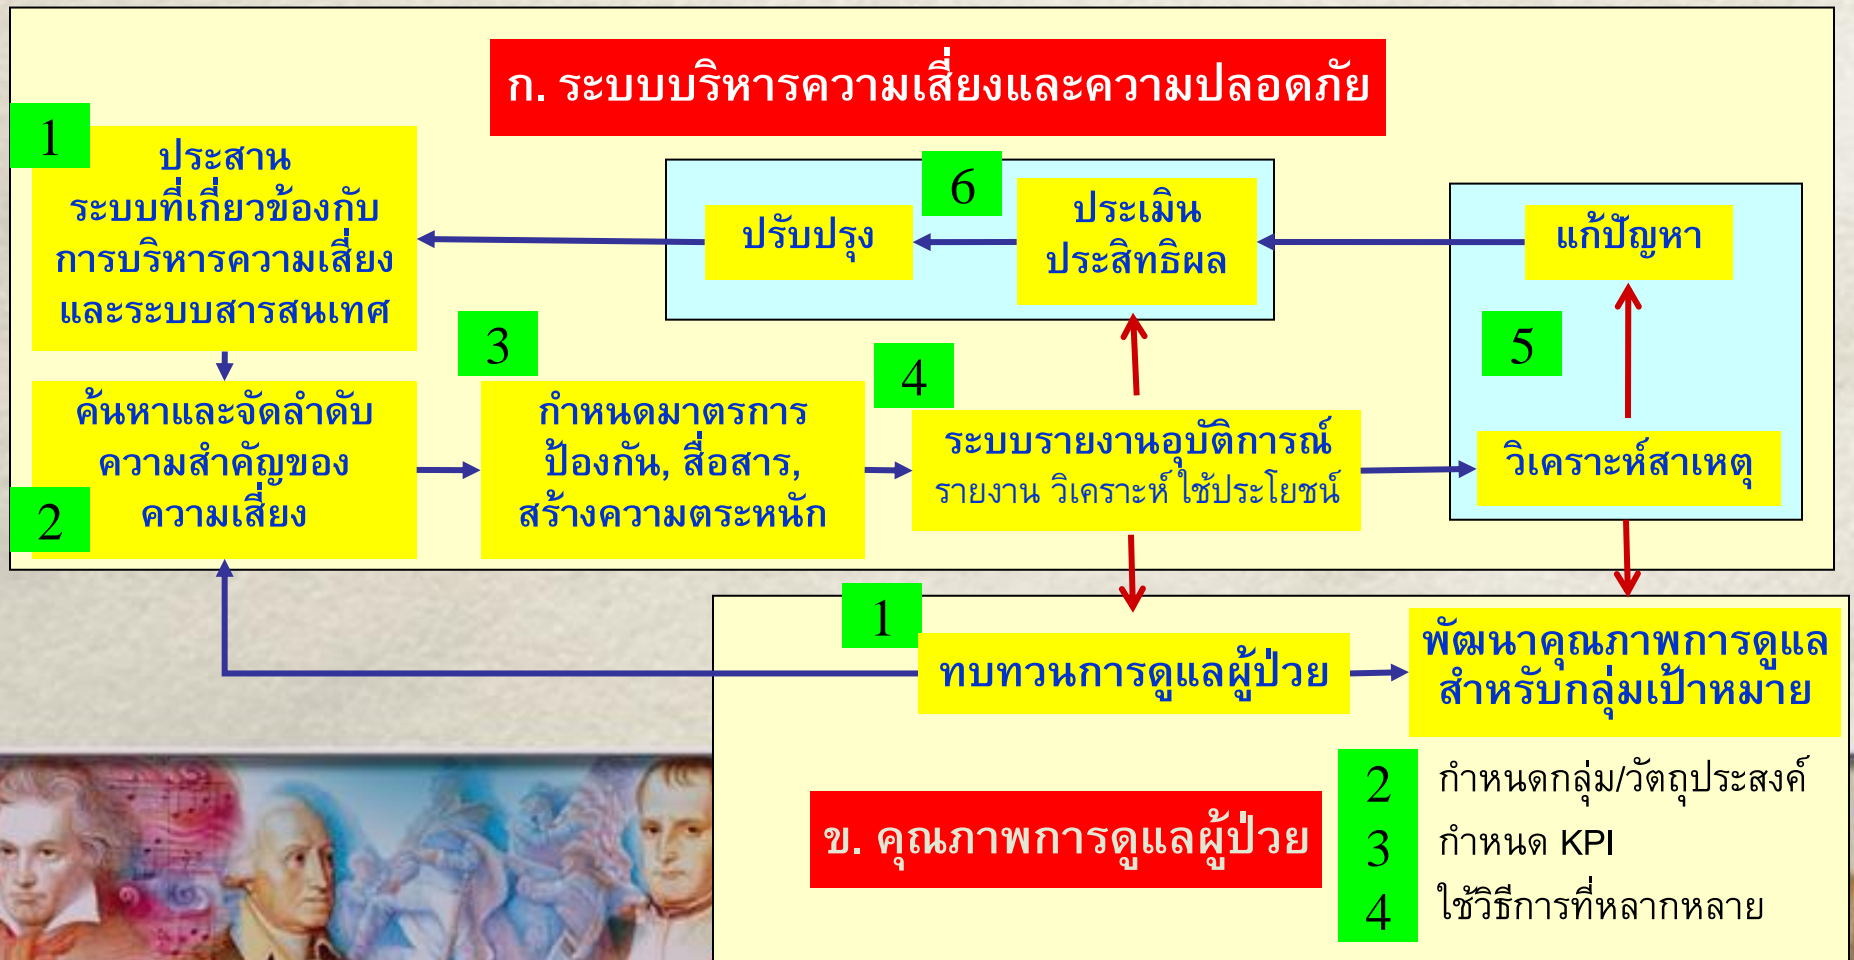 ก. ระบบบริหารความเสี่ยงและความปลอดภัย
1
ประสาน
ระบบที่เกี่ยวข้องกับ
การบริหารความเสี่ยง
และระบบสารสนเทศ
2
ค้นหาและจัดลำดับ
ความสำคัญของ
ความเสี่ยง
3
กำหนดมาตรการ
ป้องกัน, สื่อสาร,
สร้างความตระหนัก
4
ระบบรายงานอุบัติการณ์
รายงาน วิเคราะห์ ใช้ประโยชน์
5
วิเคราะห์สาเหตุ
แก้ปัญหา
6
ประเมิน
ประสิทธิผล
ปรับปรุง
1
ทบทวนการดูแลผู้ป่วย
พัฒนาคุณภาพการดูแล
สำหรับกลุ่มเป้าหมาย
ข. คุณภาพการดูแลผู้ป่วย
2 กำหนดกลุ่ม/วัตถุประสงค์
3 กำหนด KPI
4 ใช้วิธีการที่หลากหลาย